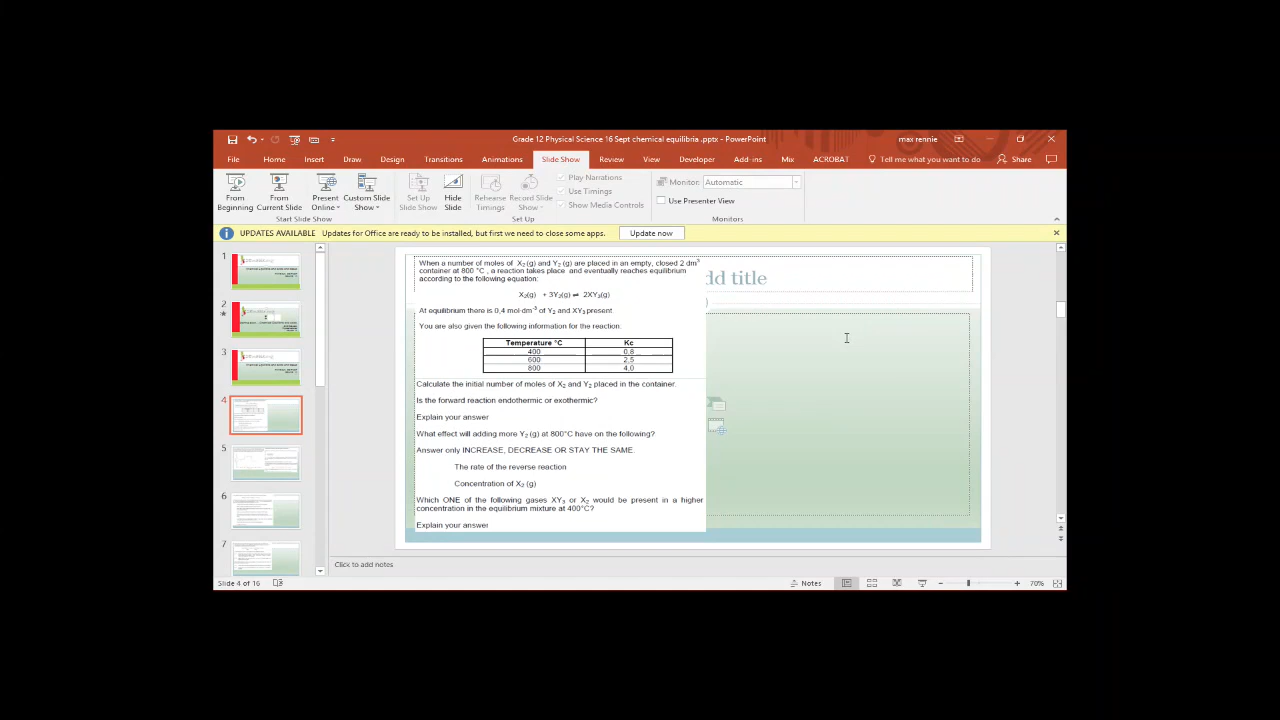 Grade 12 Physical Science 16 Sept chemical equilibria .pptx - PowerPoint
max rennie
File Home Insert Draw Design Transitions Animations Slide Show Review View Developer Add-ins Mix ACROBAT Tell me what you want to do Share
From Beginning
From Current Slide
Present Online
Custom Slide Show
Set Up Slide Show
Hide Slide
Rehearse Timings
Record Slide Show
Play Narrations
Use Timings
Show Media Controls
Monitor: Automatic
Use Presenter View
Start Slide Show
Set Up
Monitors
UPDATES AVAILABLE Updates for Office are ready to be installed, but first we need to close some apps. Update now
1
2
3
4
5
6
7
dd title
When a number of moles of X₂ (g) and Y₂ (g) are placed in an empty, closed 2 dm³
container at 800 °C , a reaction takes place and eventually reaches equilibrium
according to the following equation:
X₂(g) + 3Y₂(g) ⇌ 2XY₃(g)
At equilibrium there is 0,4 mol·dm⁻³ of Y₂ and XY₃ present
You are also given the following information for the reaction:
Temperature °C Kc
400 0,8
600 2,5
800 4,0
Calculate the initial number of moles of X₂ and Y₂ placed in the container.
Is the forward reaction endothermic or exothermic?
Explain your answer
What effect will adding more Y₂ (g) at 800°C have on the following?
Answer only INCREASE, DECREASE OR STAY THE SAME.
The rate of the reverse reaction
Concentration of X₂ (g)
Which ONE of the following gases XY₃ or X₂ would be present in a higher
concentration in the equilibrium mixture at 400°C?
Explain your answer
Click to add notes
Slide 4 of 16
Notes
70%